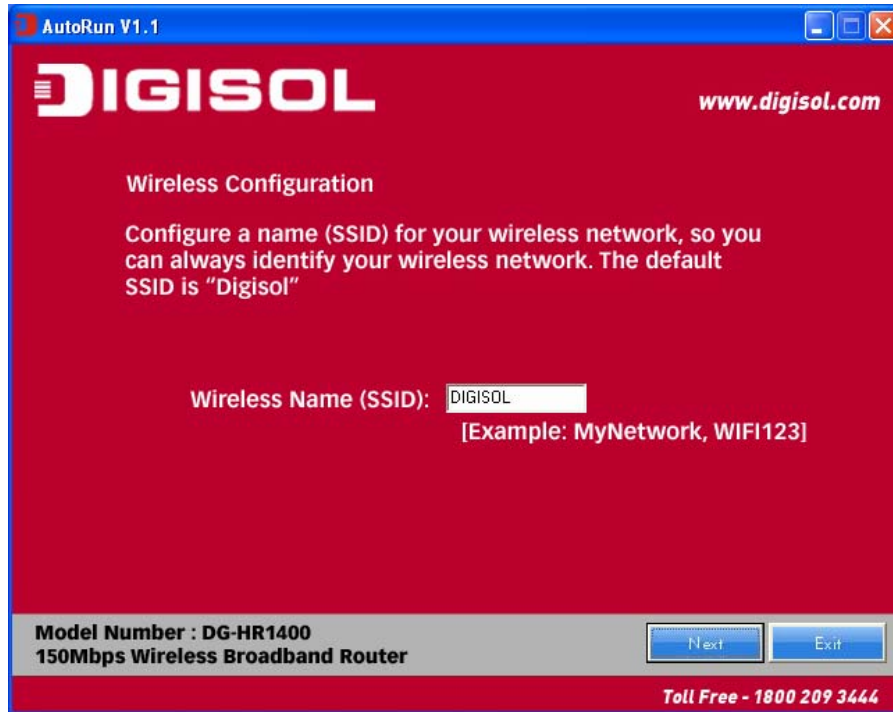 AutoRun V1.1
DIGISOL
www.digisol.com
Wireless Configuration
Configure a name (SSID) for your wireless network, so you
can always identify your wireless network. The default
SSID is “Digisol”
Wireless Name (SSID): DIGISOL
[Example: MyNetwork, WIFI123]
Model Number : DG-HR1400
150Mbps Wireless Broadband Router
Next Exit
Toll Free - 1800 209 3444